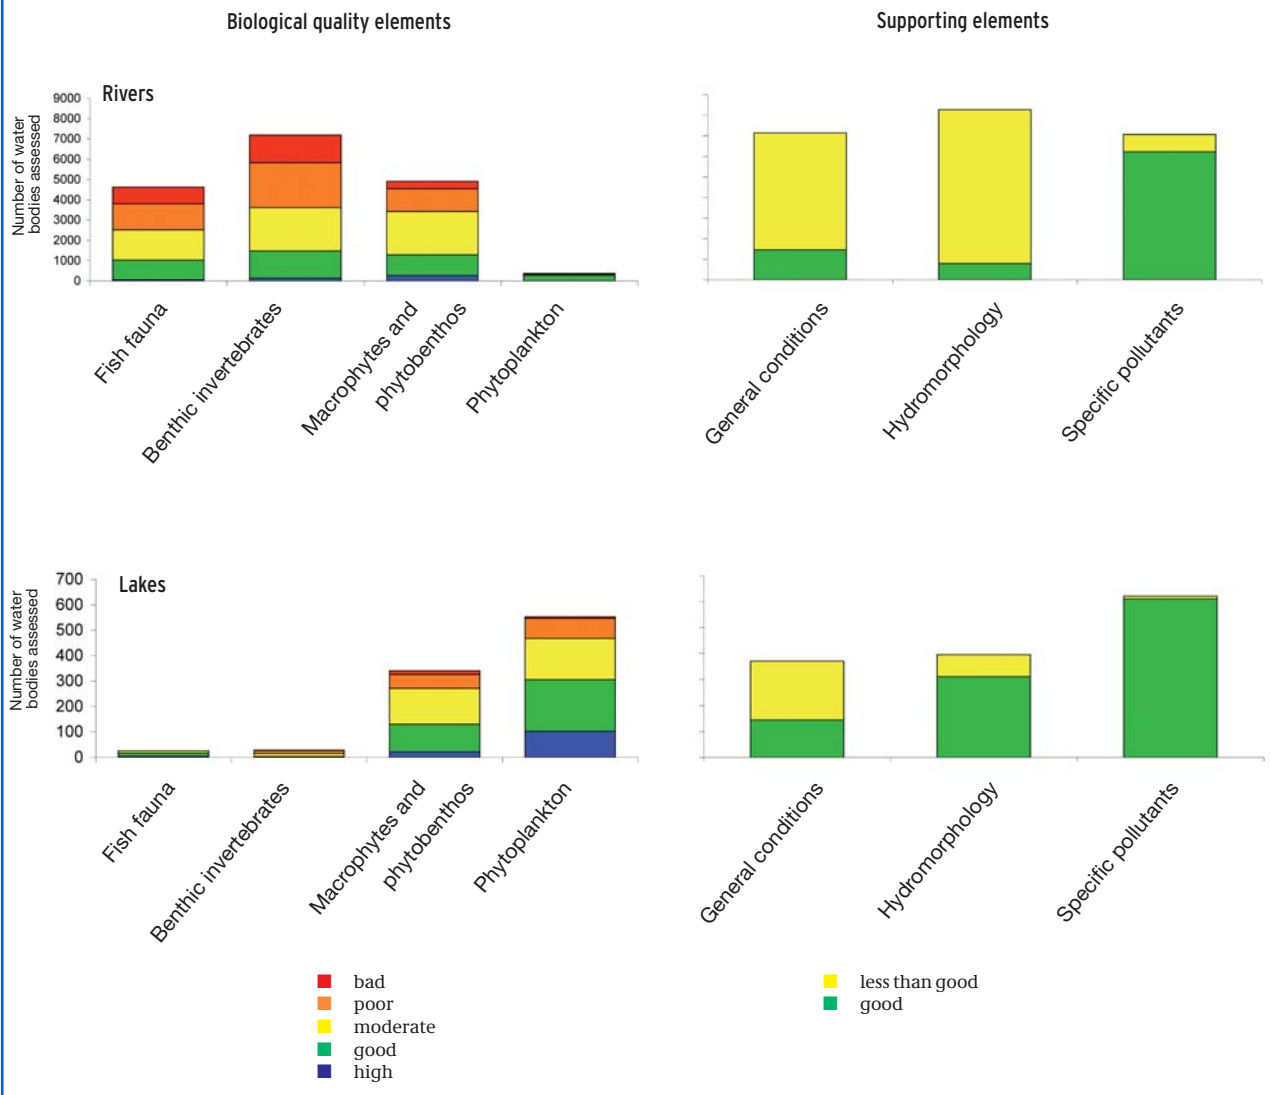 Biological quality elements
Supporting elements
Rivers
Number of water
bodies assessed
9000
8000
7000
6000
5000
4000
3000
2000
1000
0
Fish fauna
Benthic invertebrates
Macrophytes and
phytobenthos
Phytoplankton
General conditions
Hydromorphology
Specific pollutants
Lakes
Number of water
bodies assessed
700
600
500
400
300
200
100
0
Fish fauna
Benthic invertebrates
Macrophytes and
phytobenthos
Phytoplankton
General conditions
Hydromorphology
Specific pollutants
bad
poor
moderate
good
high
less than good
good